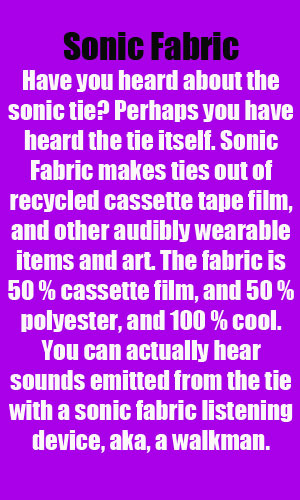 Sonic Fabric
Have you heard about the
sonic tie? Perhaps you have
heard the tie itself. Sonic
Fabric makes ties out of
recycled cassette tape film,
and other audibly wearable
items and art. The fabric is
50 % cassette film, and 50 %
polyester, and 100 % cool.
You can actually hear
sounds emitted from the tie
with a sonic fabric listening
device, aka, a walkman.